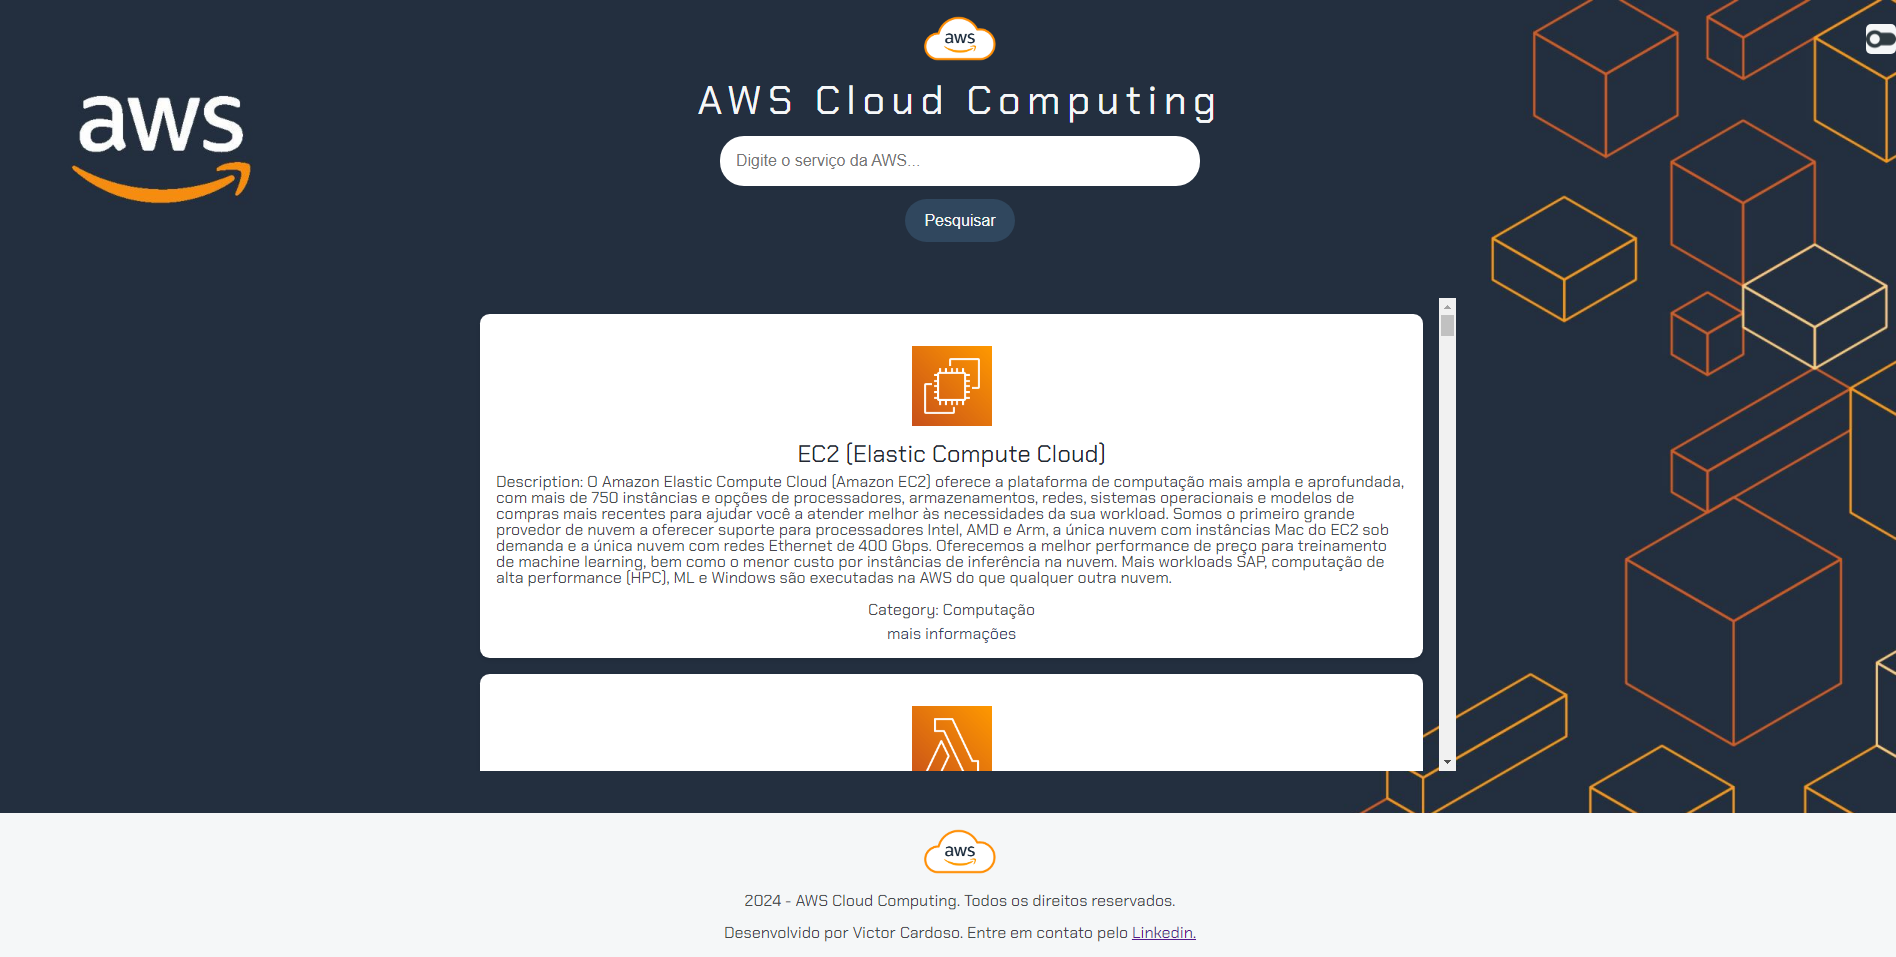 aws
aws
AWS Cloud Computing
Digite o serviço da AWS...
Pesquisar
EC2 (Elastic Compute Cloud)
Description: O Amazon Elastic Compute Cloud (Amazon EC2) oferece a plataforma de computação mais ampla e aprofundada,
com mais de 750 instâncias e opções de processadores, armazenamentos, redes, sistemas operacionais e modelos de
compras mais recentes para ajudar você a atender melhor às necessidades da sua workload. Somos o primeiro grande
provedor de nuvem a oferecer suporte para processadores Intel, AMD e Arm, a única nuvem com instâncias Mac do EC2 sob
demanda e a única nuvem com redes Ethernet de 400 Gbps. Oferecemos a melhor performance de preço para treinamento
de machine learning, bem como o menor custo por instâncias de inferência na nuvem. Mais workloads SAP, computação de
alta performance (HPC), ML e Windows são executadas na AWS do que qualquer outra nuvem.
Category: Computação
mais informações
aws
2024 - AWS Cloud Computing. Todos os direitos reservados.
Desenvolvido por Victor Cardoso. Entre em contato pelo Linkedin.